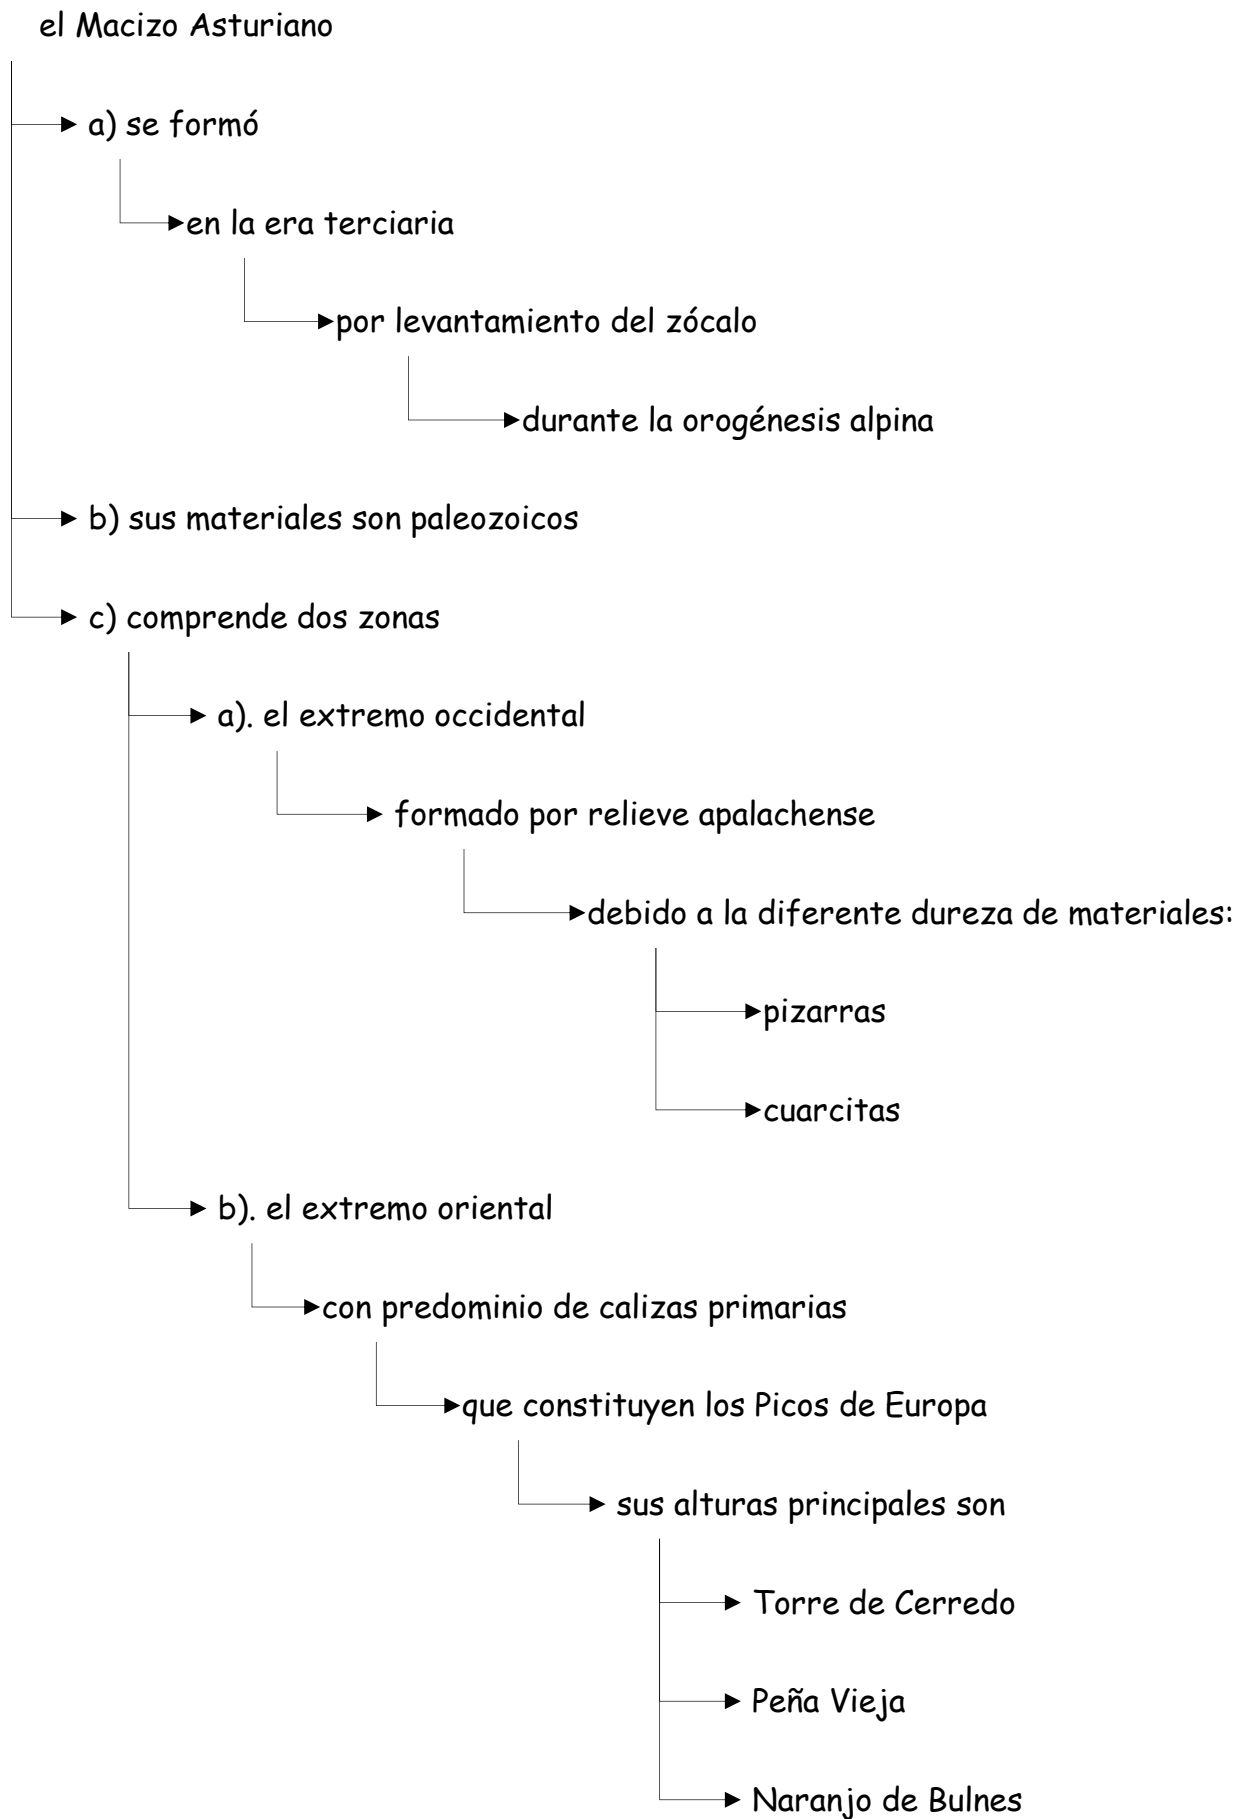 el Macizo Asturiano
a) se formó
en la era terciaria
por levantamiento del zócalo
durante la orogénesis alpina
b) sus materiales son paleozoicos
c) comprende dos zonas
a). el extremo occidental
formado por relieve apalachense
debido a la diferente dureza de materiales:
pizarras
cuarcitas
b). el extremo oriental
con predominio de calizas primarias
que constituyen los Picos de Europa
sus alturas principales son
Torre de Cerredo
Peña Vieja
Naranjo de Bulnes